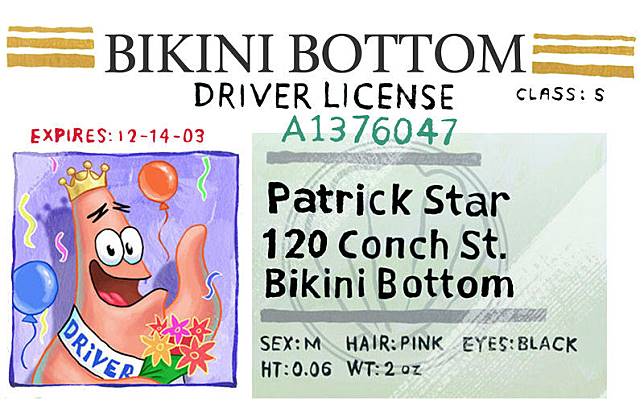 BIKINI BOTTOM
DRIVER LICENSE
CLASS: S
EXPIRES: 12-14-03
A1376047
Patrick Star
120 Conch St.
Bikini Bottom
SEX: M HAIR: PINK EYES: BLACK
HT: 0.06 WT: 2 oz
DRiVER